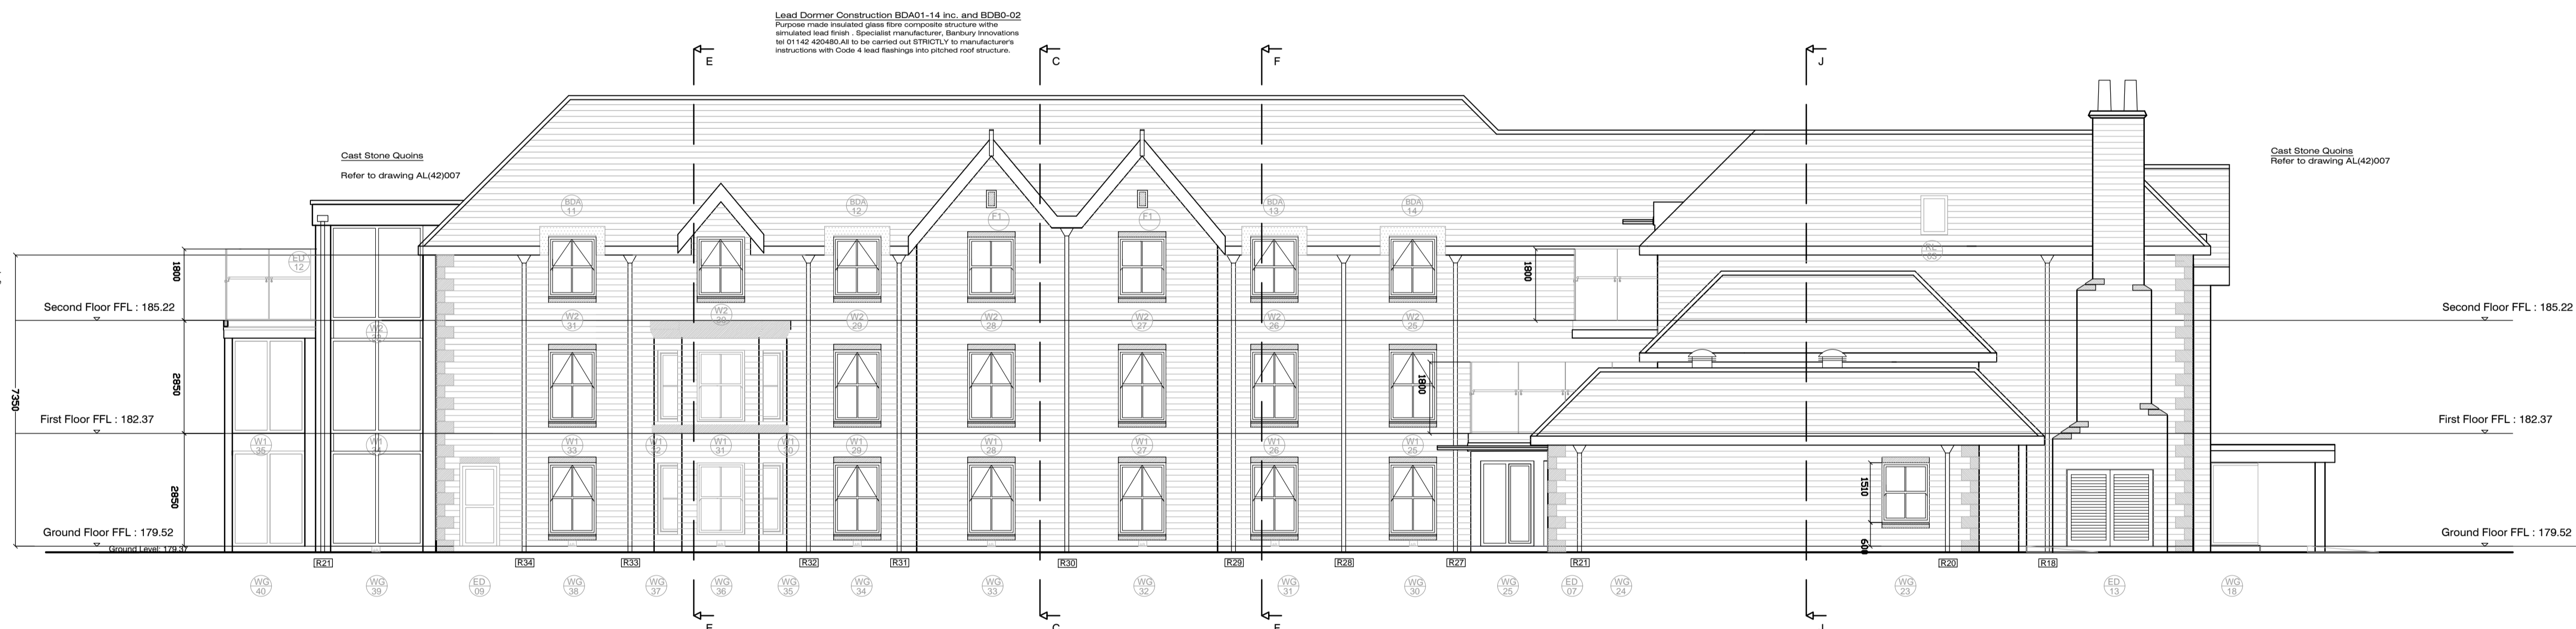 Lead Dormer Construction BDA01-14 inc. and BDB0-02
Purpose made insulated glass fibre composite structure withe
simulated lead finish . Specialist manufacturer, Banbury Innovations
tel 01142 420480.All to be carried out STRICTLY to manufacturer's
instructions with Code 4 lead flashings into pitched roof structure.
E
C
F
J
Cast Stone Quoins
Refer to drawing AL(42)007
Cast Stone Quoins
Refer to drawing AL(42)007
BDA
11
BDA
12
F1
F1
BDA
13
BDA
14
ED
12
1800
1800
Second Floor FFL : 185.22
Second Floor FFL : 185.22
W2
W2
31
W2
W2
29
W2
28
W2
27
W2
26
W2
25
2850
7350
1800
First Floor FFL : 182.37
First Floor FFL : 182.37
W1
35
W1
34
W1
33
W1
W1
31
W1
W1
29
W1
28
W1
27
W1
26
W1
25
2850
1510
600
Ground Floor FFL : 179.52
Ground Floor FFL : 179.52
Ground Level: 179.37
R21
R34
R33
R32
R31
R30
R29
R28
R27
R21
R20
R18
WG
40
WG
39
ED
09
WG
38
WG
37
WG
36
WG
35
WG
34
WG
33
WG
32
WG
31
WG
30
WG
25
ED
07
WG
24
WG
23
ED
13
WG
18